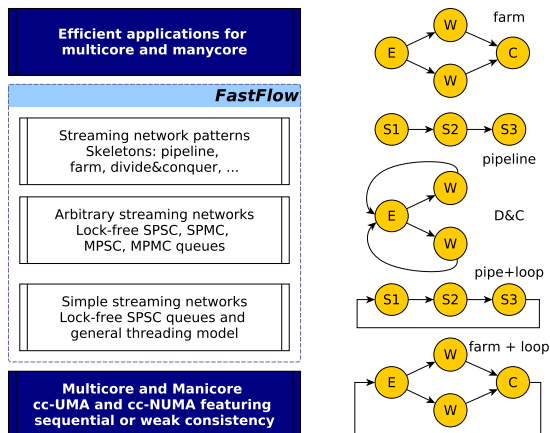 Efficient applications for
multicore and manycore
FastFlow
Streaming network patterns
Skeletons: pipeline,
farm, divide&conquer, ...
Arbitrary streaming networks
Lock-free SPSC, SPMC,
MPSC, MPMC queues
Simple streaming networks
Lock-free SPSC queues and
general threading model
Multicore and Manicore
cc-UMA and cc-NUMA featuring
sequential or weak consistency
farm
W
E
C
W
S1 S2 S3
pipeline
W
E
D&C
W
pipe+loop
S1 S2 S3
farm + loop
W
E
C
W